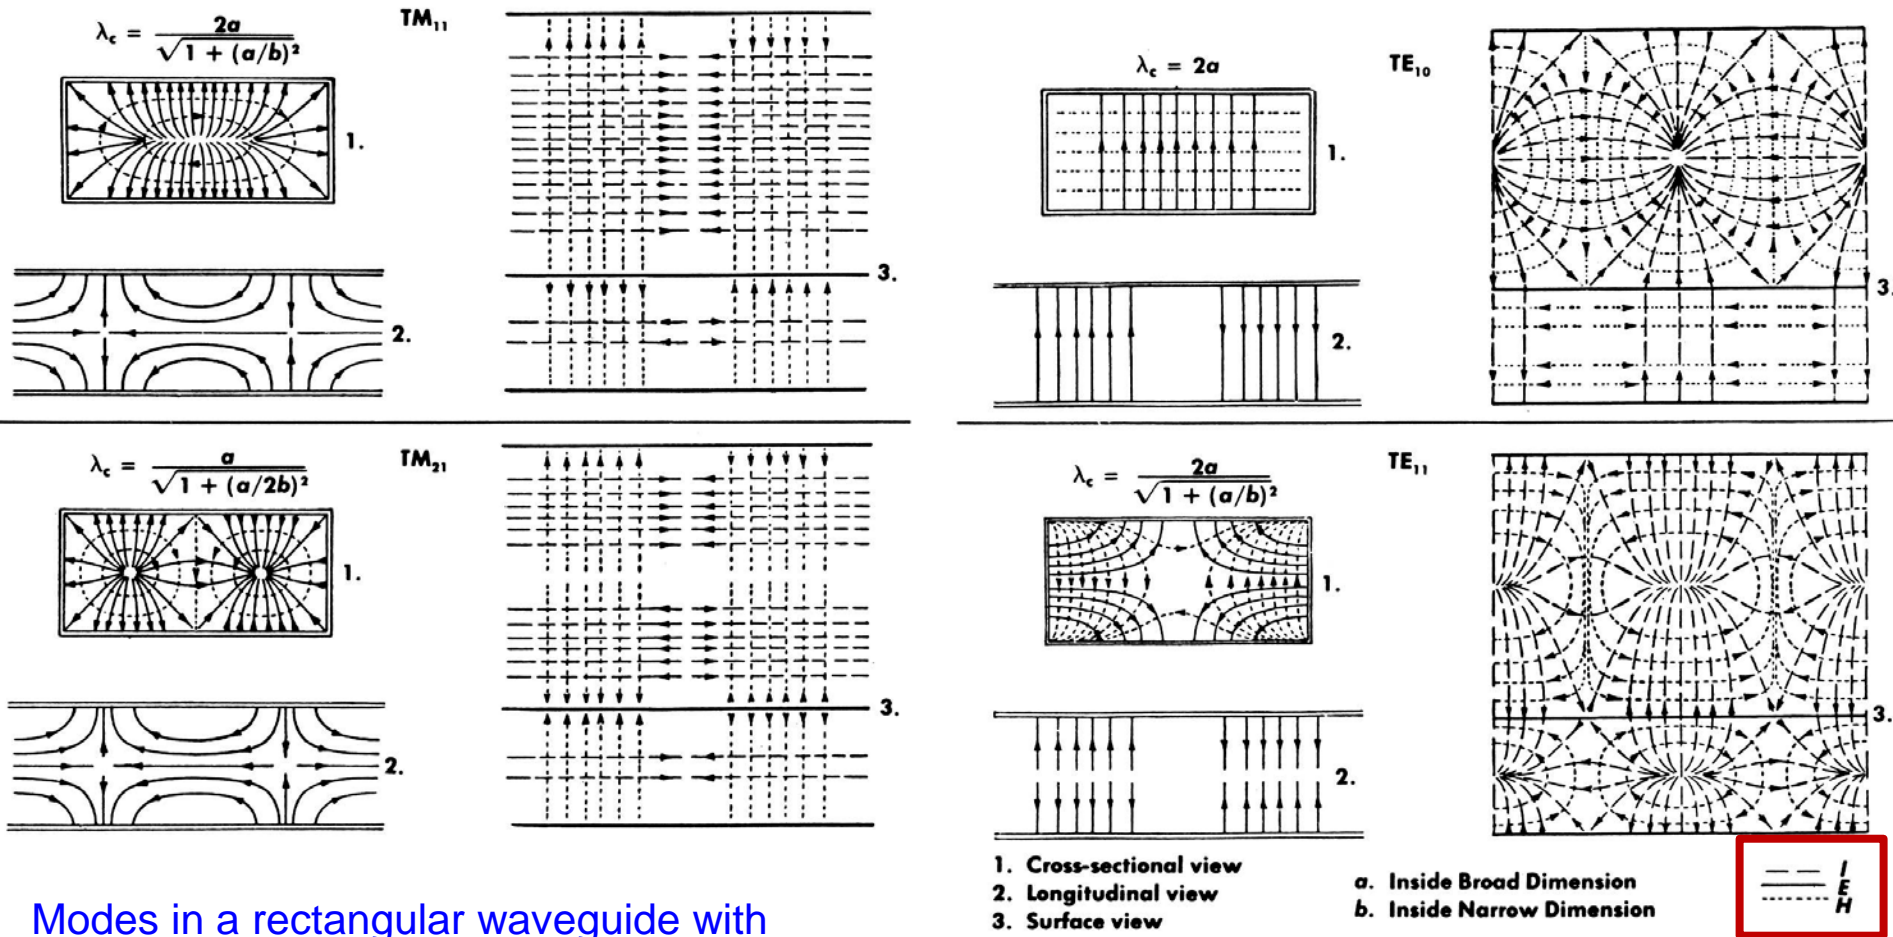 λc = 2a / √1 + (a/b)²
TM₁₁
1.
2.
3.
λc = 2a
TE₁₀
1.
2.
3.
λc = a / √1 + (a/2b)²
TM₂₁
1.
2.
3.
λc = 2a / √1 + (a/b)²
TE₁₁
1.
2.
3.
1. Cross-sectional view
2. Longitudinal view
3. Surface view
a. Inside Broad Dimension
b. Inside Narrow Dimension
I
E
H
Modes in a rectangular waveguide with